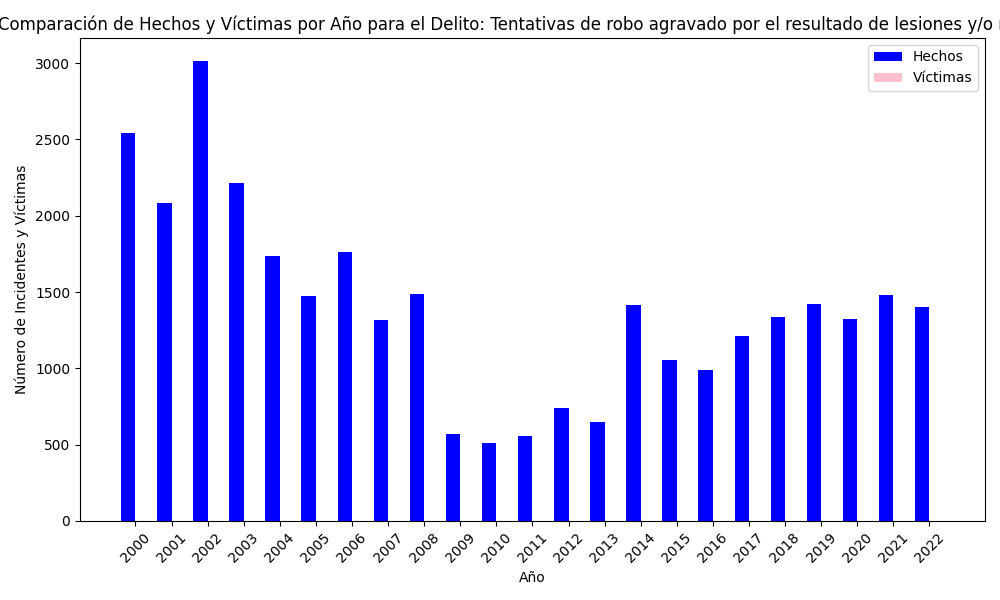 Comparación de Hechos y Víctimas por Año para el Delito: Tentativas de robo agravado por el resultado de lesiones y/o
Hechos
Víctimas
Número de Incidentes y Víctimas
3000
2500
2000
1500
1000
500
0
2000 2001 2002 2003 2004 2005 2006 2007 2008 2009 2010 2011 2012 2013 2014 2015 2016 2017 2018 2019 2020 2021 2022
Año